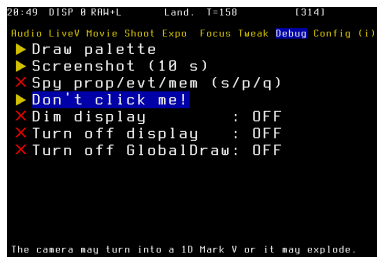 20:49 DISP 0 RAW+L Land. T=158 [314]
Audio LiveV Movie Shoot Expo Focus Tweak Debug Config (i)
Draw palette
Screenshot (10 s)
Spy prop/evt/mem (s/p/q)
Don't click me!
Dim display : OFF
Turn off display : OFF
Turn off GlobalDraw: OFF
The camera may turn into a 1D Mark V or it may explode.